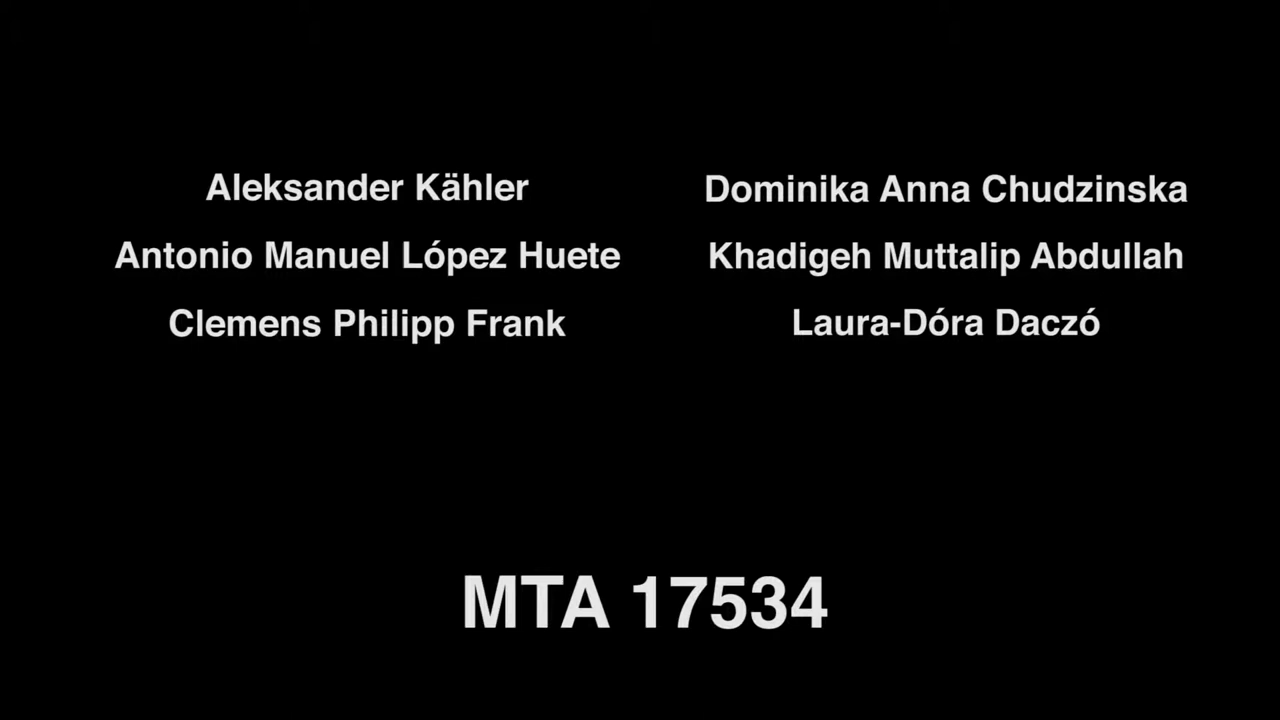 Aleksander Kähler
Antonio Manuel López Huete
Clemens Philipp Frank
Dominika Anna Chudzinska
Khadigeh Muttalip Abdullah
Laura-Dóra Daczó
MTA 17534